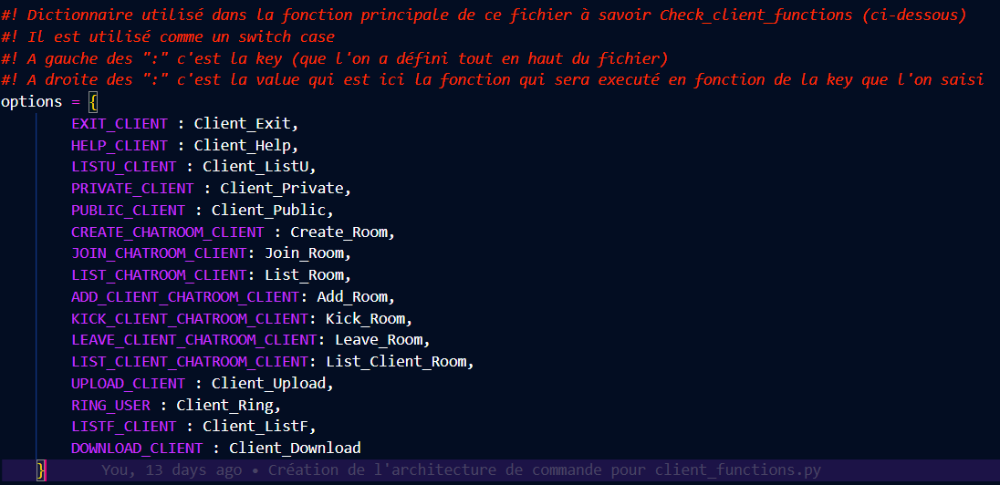 #! Dictionnaire utilisé dans la fonction principale de ce fichier à savoir Check_client_functions (ci-dessous)
#! Il est utilisé comme un switch case
#! A gauche des ":" c'est la key (que l'on a défini tout en haut du fichier)
#! A droite des ":" c'est la value qui est ici la fonction qui sera executé en fonction de la key que l'on saisi
options = {
EXIT_CLIENT : Client_Exit,
HELP_CLIENT : Client_Help,
LISTU_CLIENT : Client_ListU,
PRIVATE_CLIENT : Client_Private,
PUBLIC_CLIENT : Client_Public,
CREATE_CHATROOM_CLIENT : Create_Room,
JOIN_CHATROOM_CLIENT: Join_Room,
LIST_CHATROOM_CLIENT: List_Room,
ADD_CLIENT_CHATROOM_CLIENT: Add_Room,
KICK_CLIENT_CHATROOM_CLIENT: Kick_Room,
LEAVE_CLIENT_CHATROOM_CLIENT: Leave_Room,
LIST_CLIENT_CHATROOM_CLIENT: List_Client_Room,
UPLOAD_CLIENT : Client_Upload,
RING_USER : Client_Ring,
LISTF_CLIENT : Client_ListF,
DOWNLOAD_CLIENT : Client_Download
} You, 13 days ago • Création de l'architecture de commande pour client_functions.py